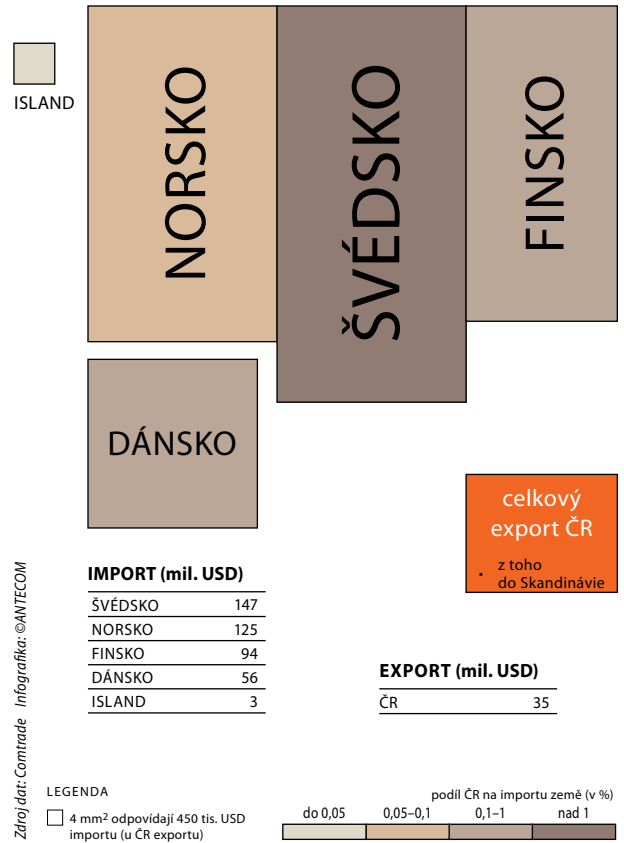 ISLAND
NORSKO
ŠVÉDSKO
FINSKO
DÁNSKO
celkový
export ČR
z toho
do Skandinávie
IMPORT (mil. USD)
ŠVÉDSKO 147
NORSKO 125
FINSKO 94
DÁNSKO 56
ISLAND 3
EXPORT (mil. USD)
ČR 35
Zdroj dat: Comtrade Infografika: ©ANTECOM
LEGENDA
4 mm² odpovídají 450 tis. USD
importu (u ČR exportu)
podíl ČR na importu země (v %)
do 0,05 0,05–0,1 0,1–1 nad 1